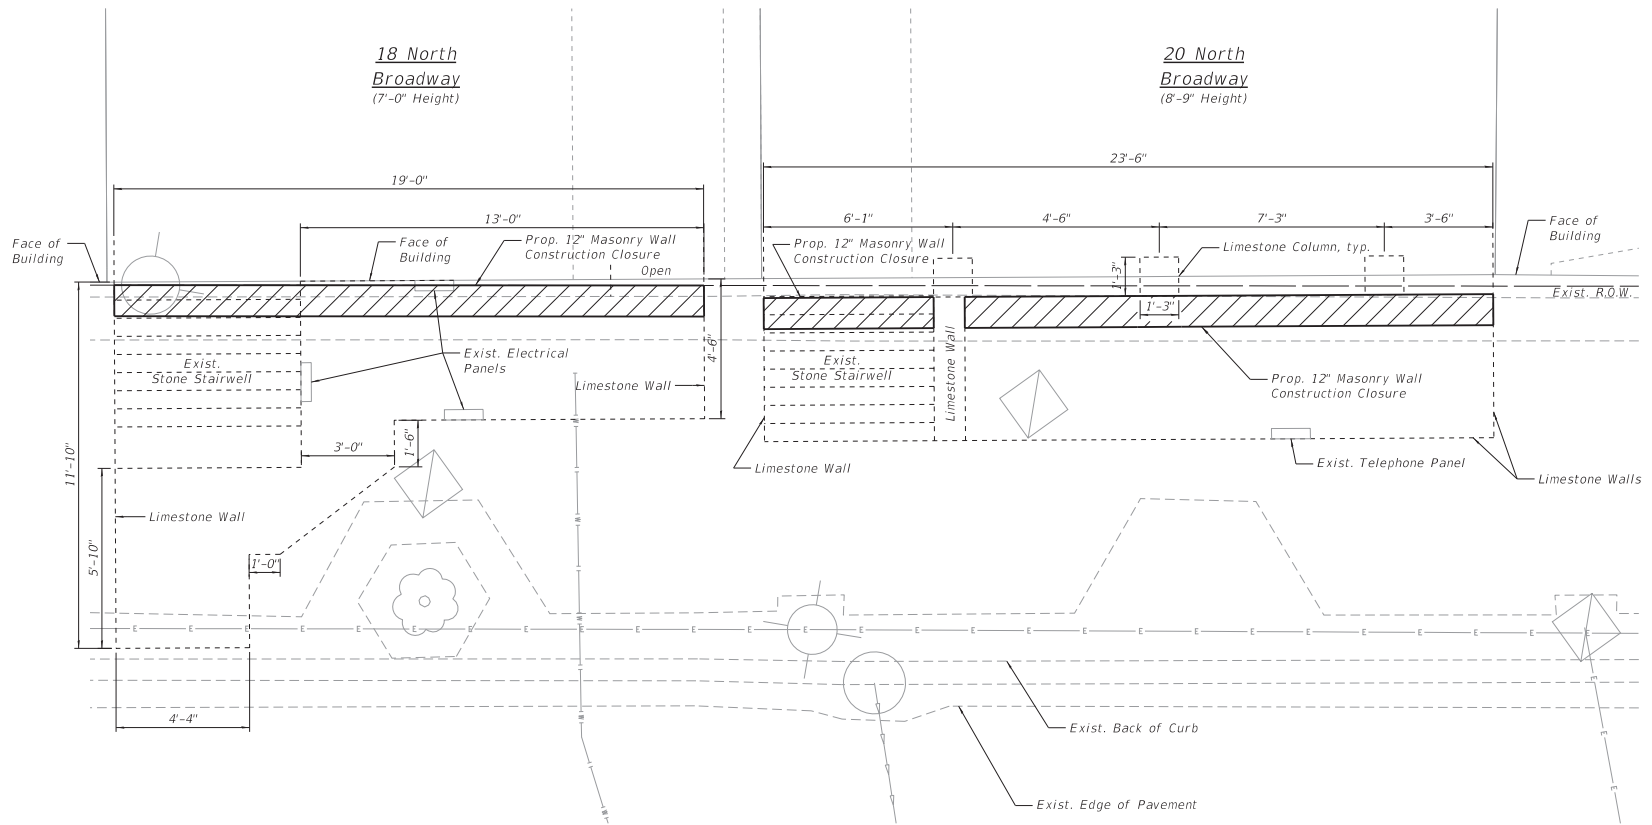 18 North
Broadway
(7'-0" Height)
20 North
Broadway
(8'-9" Height)
23'-6"
19'-0"
13'-0"
6'-1"
4'-6"
7'-3"
3'-6"
Face of
Building
Face of
Building
Prop. 12" Masonry Wall
Construction Closure
Open
Prop. 12" Masonry Wall
Construction Closure
Limestone Column, typ.
Face of
Building
1'-3"
1'-3"
Exist. R.O.W.
Exist.
Stone Stairwell
Exist. Electrical
Panels
Limestone Wall
4'-6"
Exist.
Stone Stairwell
Limestone Wall
Prop. 12" Masonry Wall
Construction Closure
3'-0"
1'-6"
11'-10"
Limestone Wall
Exist. Telephone Panel
Limestone Walls
Limestone Wall
5'-10"
1'-0"
E E E E E E E E E E E E E E E E E E E E E E E E E E E E
W
W
W
W
W
4'-4"
Exist. Back of Curb
Exist. Edge of Pavement